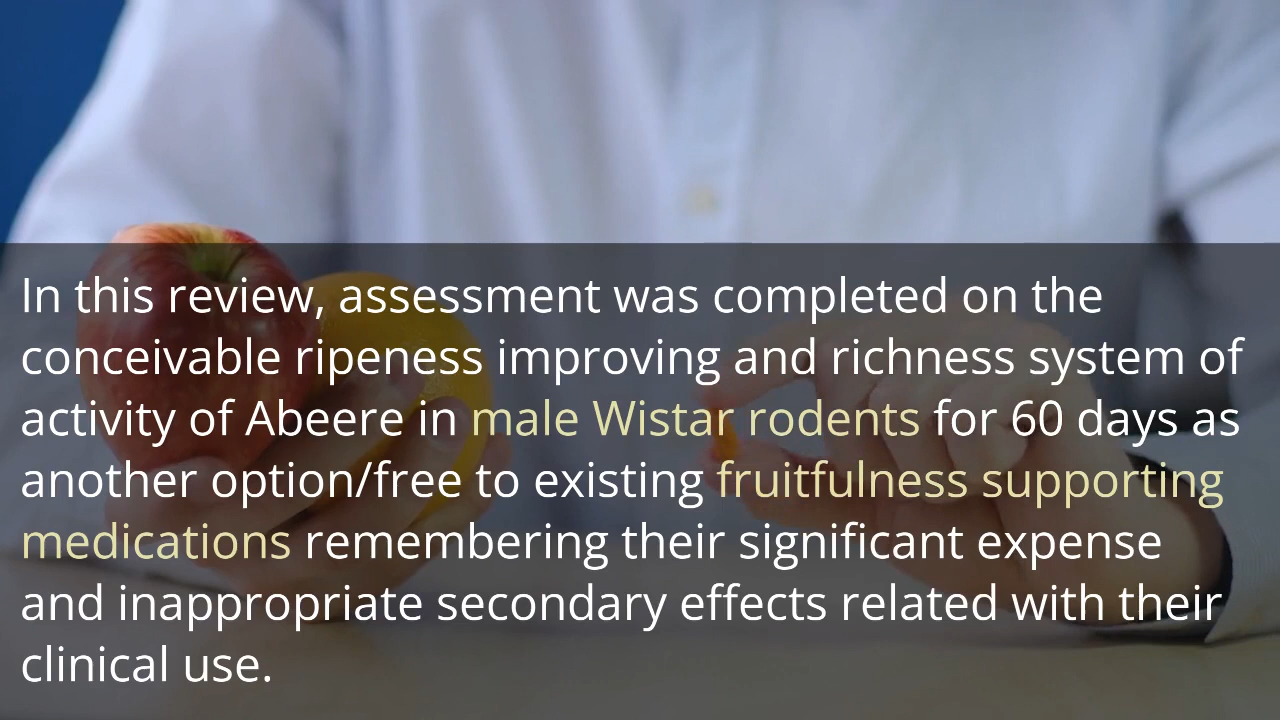 In this review, assessment was completed on the
conceivable ripeness improving and richness system of
activity of Abeere in male Wistar rodents for 60 days as
another option/free to existing fruitfulness supporting
medications remembering their significant expense
and inappropriate secondary effects related with their
clinical use.